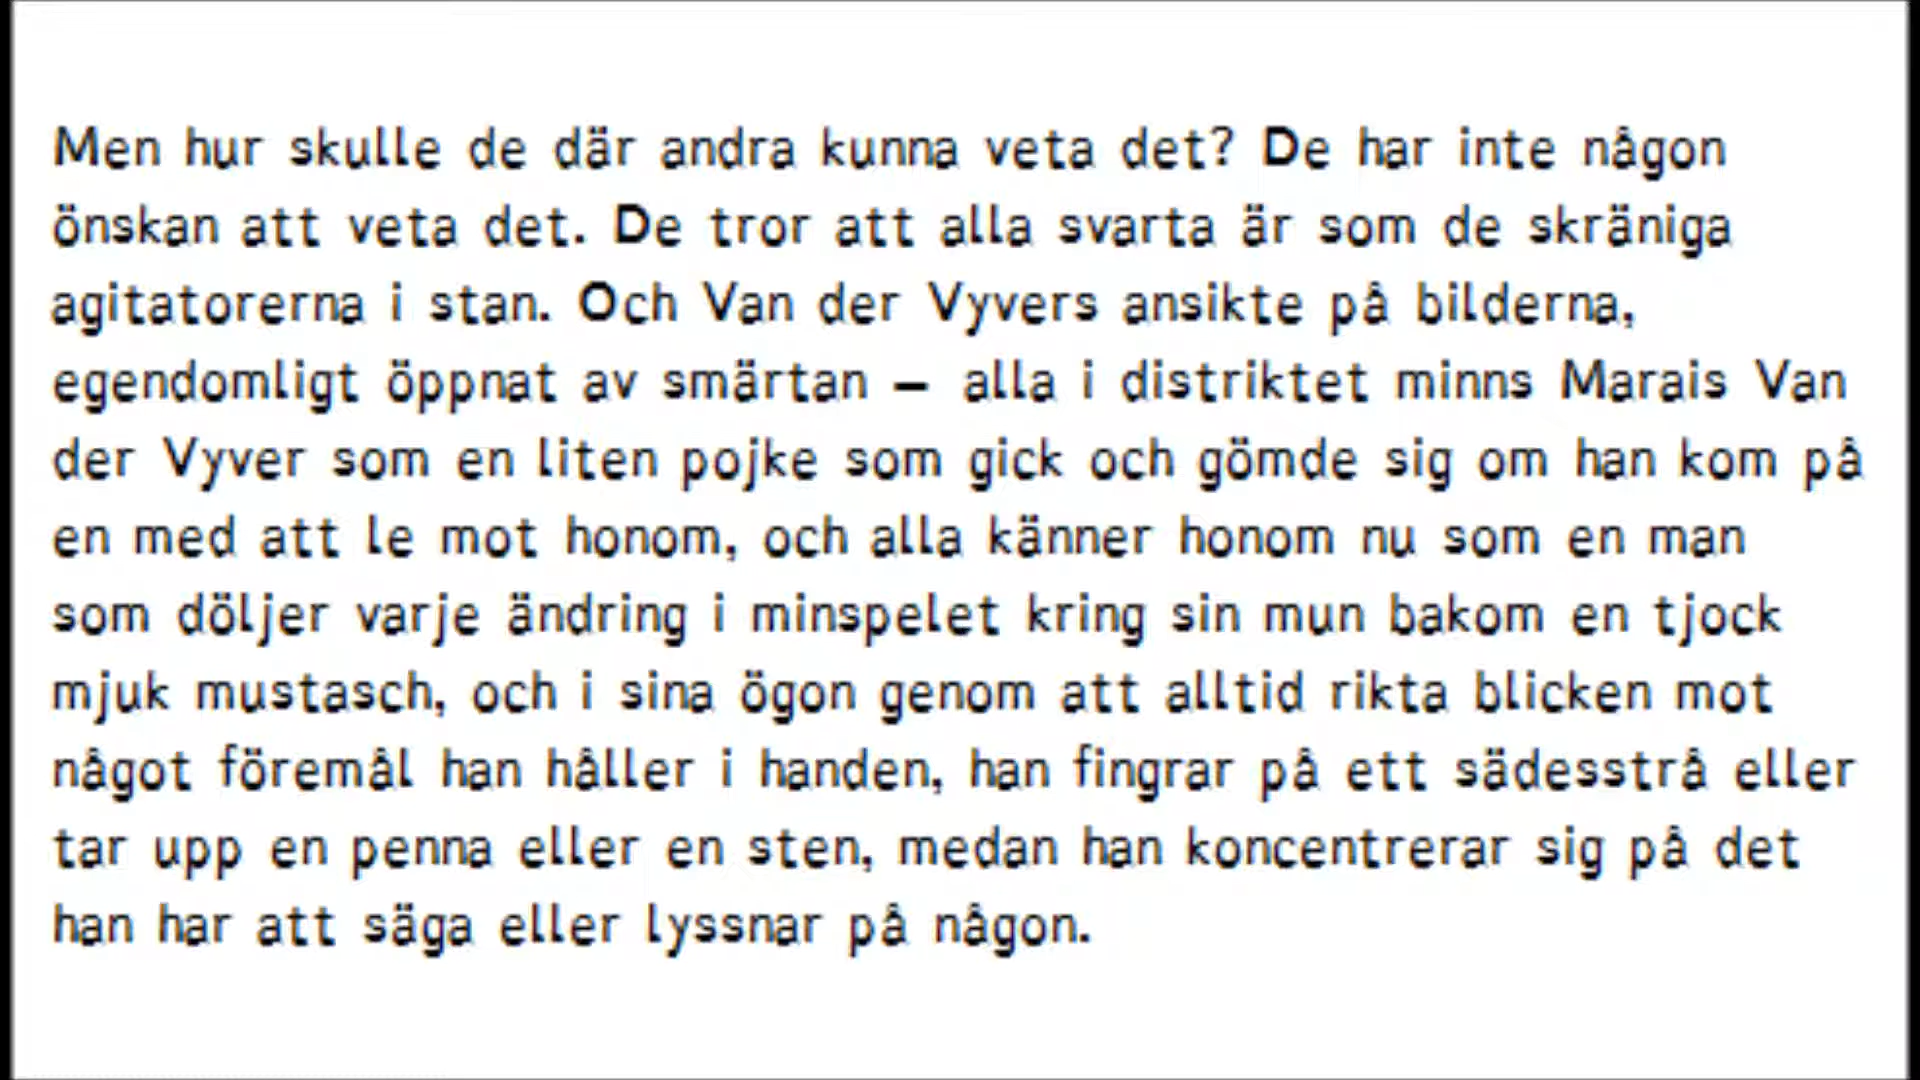 Men hur skulle de där andra kunna veta det? De har inte någon
önskan att veta det. De tror att alla svarta är som de skräniga
agitatorerna i stan. Och Van der Vyvers ansikte på bilderna,
egendomligt öppnat av smärtan – alla i distriktet minns Marais Van
der Vyver som en liten pojke som gick och gömde sig om han kom på
en med att le mot honom, och alla känner honom nu som en man
som döljer varje ändring i minspelet kring sin mun bakom en tjock
mjuk mustasch, och i sina ögon genom att alltid rikta blicken mot
något föremål han håller i handen, han fingrar på ett sädesstrå eller
tar upp en penna eller en sten, medan han koncentrerar sig på det
han har att säga eller lyssnar på någon.